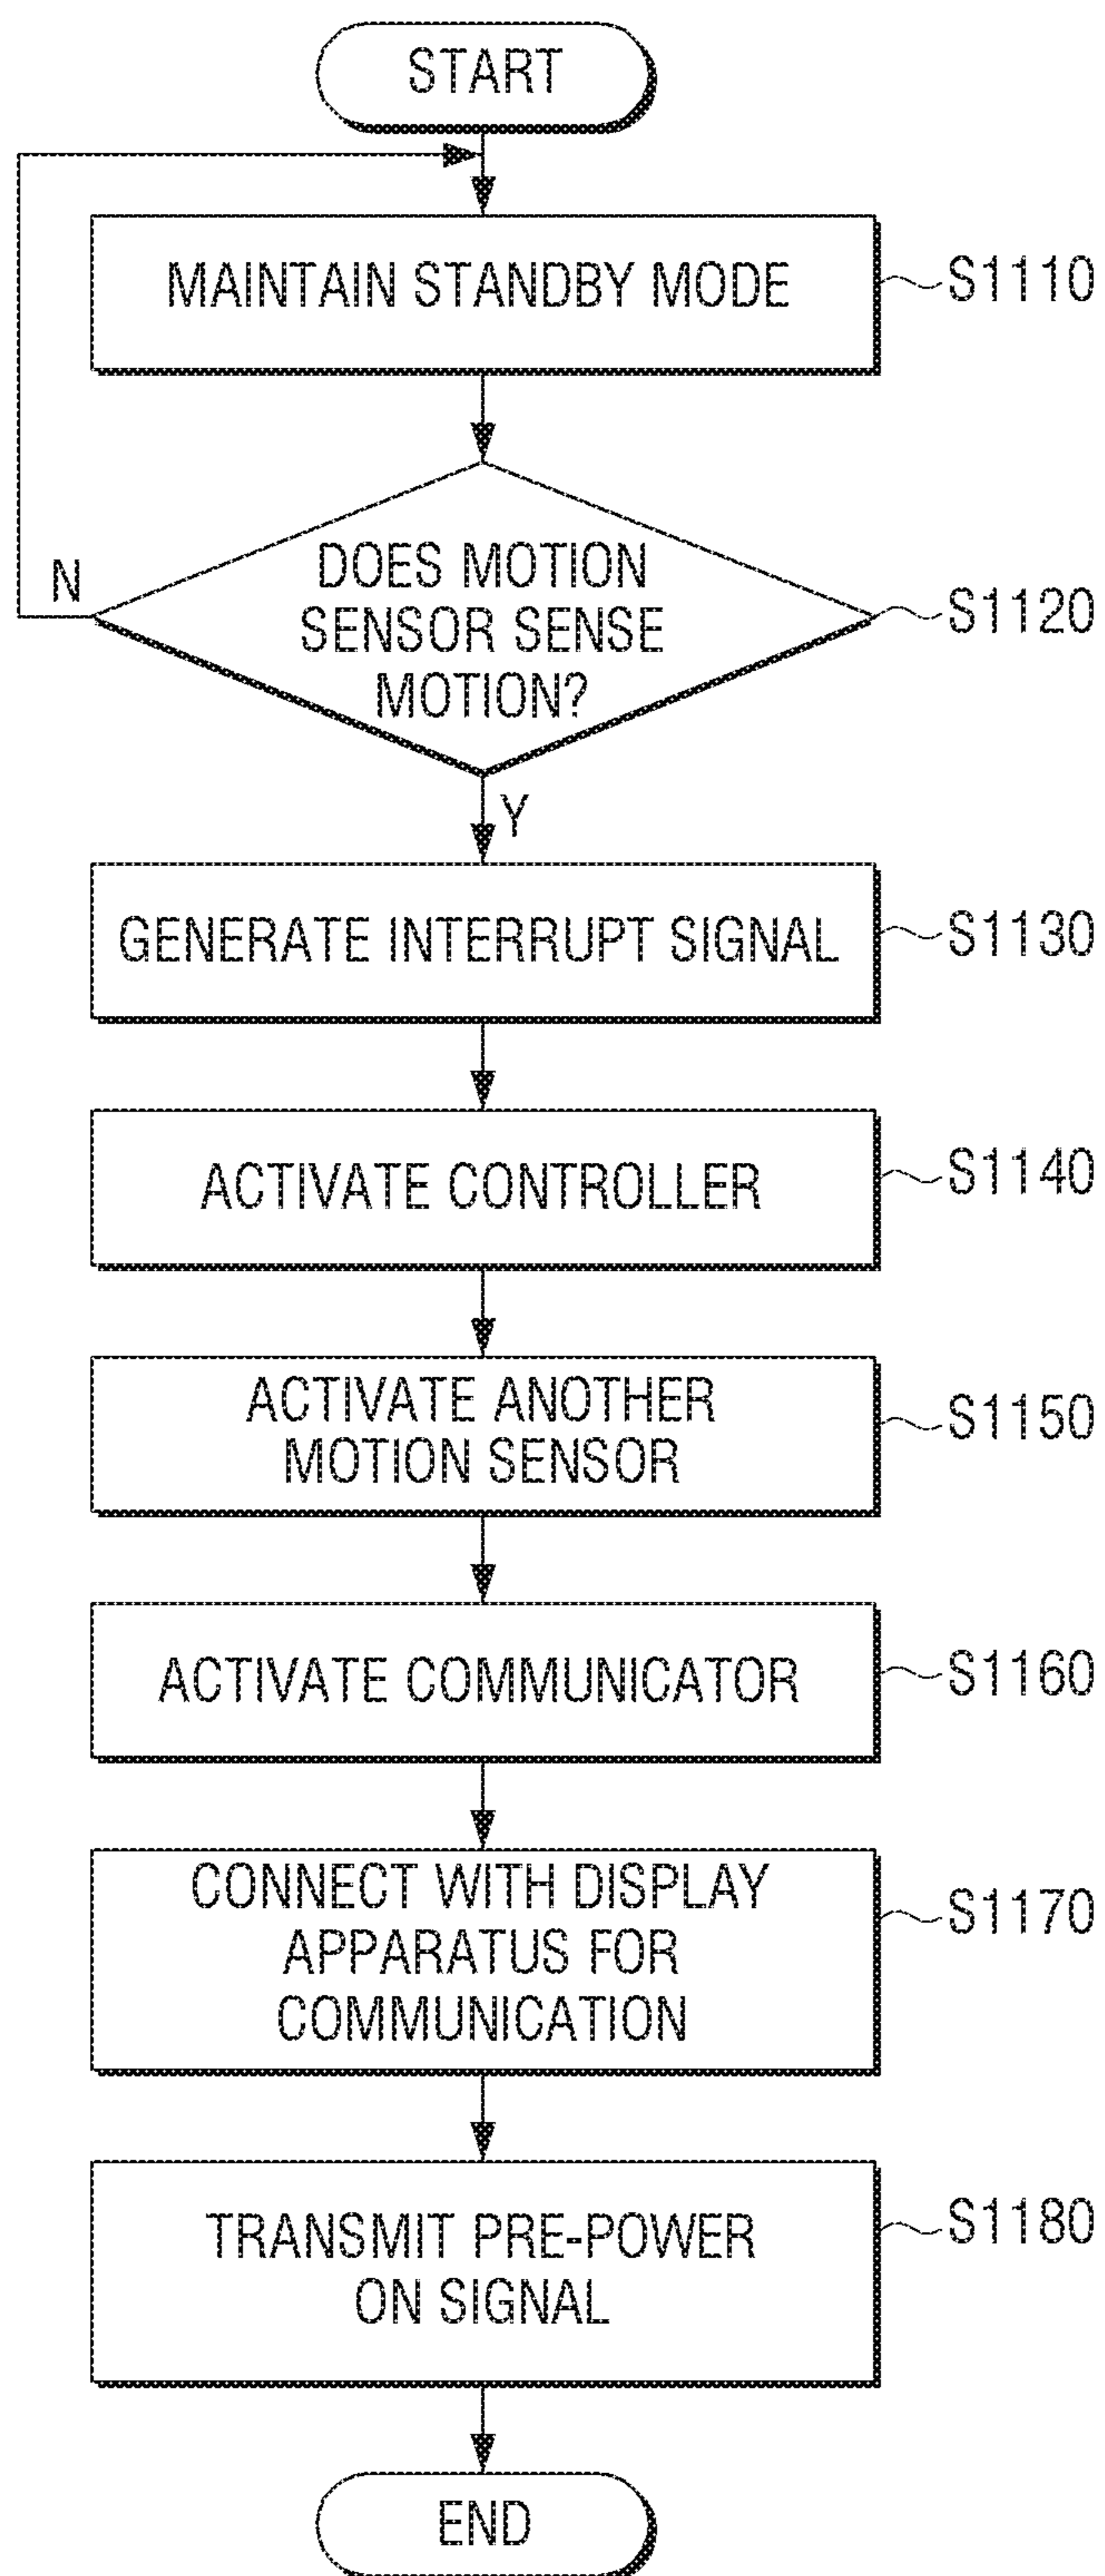 START
MAINTAIN STANDBY MODE
S1110
DOES MOTION
SENSOR SENSE
MOTION?
S1120
N
Y
GENERATE INTERRUPT SIGNAL
S1130
ACTIVATE CONTROLLER
S1140
ACTIVATE ANOTHER
MOTION SENSOR
S1150
ACTIVATE COMMUNICATOR
S1160
CONNECT WITH DISPLAY
APPARATUS FOR
COMMUNICATION
S1170
TRANSMIT PRE-POWER
ON SIGNAL
S1180
END